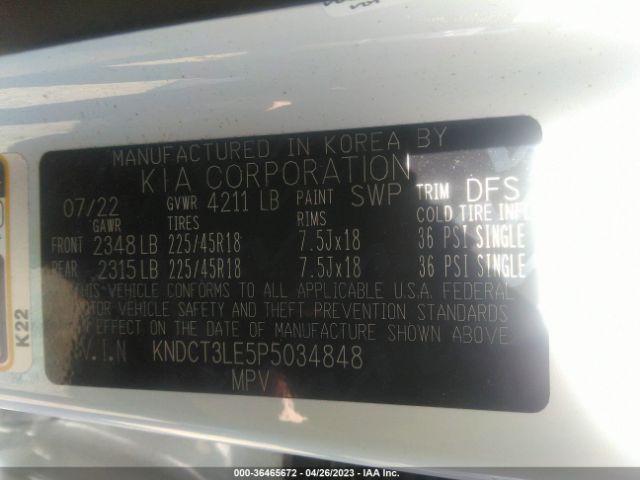 MANUFACTURED IN KOREA BY
KIA CORPORATION
07/22 GVWR 4211 LB PAINT SWP TRIM DFS
GAWR TIRES RIMS COLD TIRE INFL
FRONT 2348 LB 225/45R18 7.5Jx18 36 PSI SINGLE
REAR 2315 LB 225/45R18 7.5Jx18 36 PSI SINGLE
THIS VEHICLE CONFORMS TO ALL APPLICABLE U.S.A. FEDERAL
MOTOR VEHICLE SAFETY AND THEFT PREVENTION STANDARDS
IN EFFECT ON THE DATE OF MANUFACTURE SHOWN ABOVE.
V.I.N KNDCT3LE5P5034848
MPV
K22
000-36465672 / 04/26/2023 - © IAA Inc.